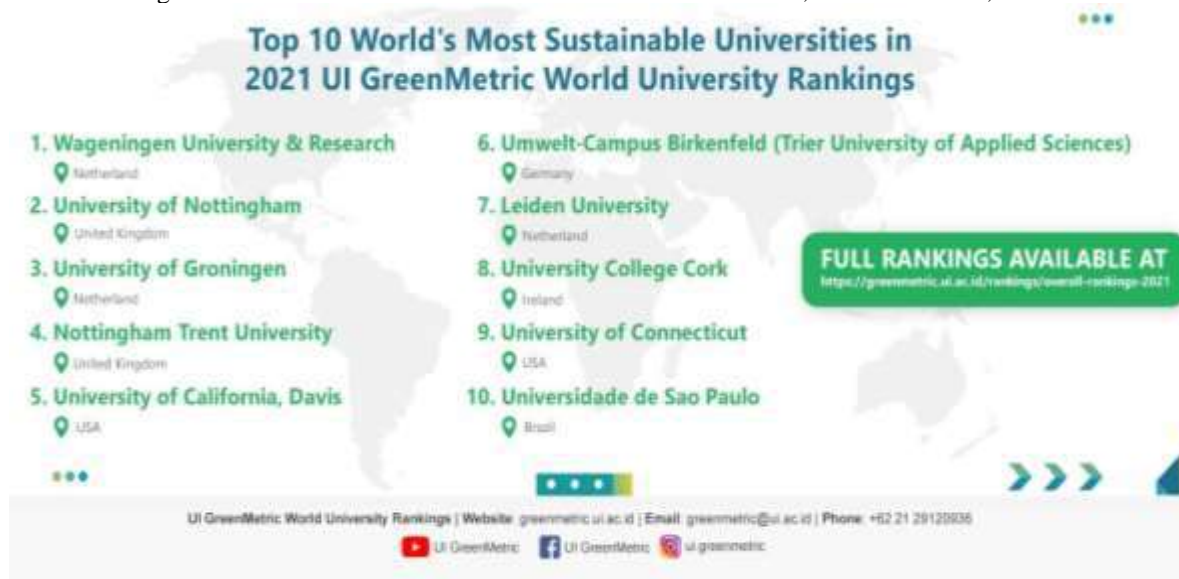 Top 10 World's Most Sustainable Universities in
2021 UI GreenMetric World University Rankings
1. Wageningen University & Research
Netherland
2. University of Nottingham
United Kingdom
3. University of Groningen
Netherland
4. Nottingham Trent University
United Kingdom
5. University of California, Davis
USA
6. Umwelt-Campus Birkenfeld (Trier University of Applied Sciences)
Germany
7. Leiden University
Netherland
8. University College Cork
Ireland
9. University of Connecticut
USA
10. Universidade de Sao Paulo
Brazil
FULL RANKINGS AVAILABLE AT
https://greenmetric.ui.ac.id/rankings/overall-rankings-2021
UI GreenMetric World University Rankings | Website: greenmetric.ui.ac.id | Email: greenmetric@ui.ac.id | Phone: +62 21 29120936
UI GreenMetric UI GreenMetric ui.greenmetric